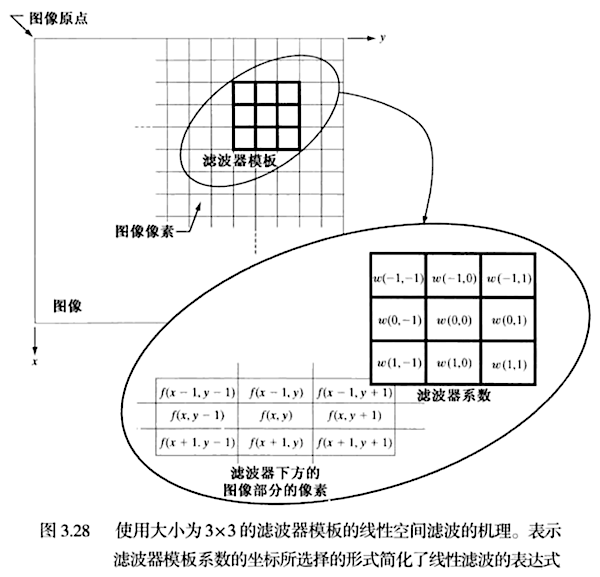 图像原点
y
滤波器模板
图像像素
图像
x
w(−1,−1) w(−1,0) w(−1,1)
w(0,−1) w(0,0) w(0,1)
w(1,−1) w(1,0) w(1,1)
滤波器系数
f(x − 1, y − 1) f(x − 1, y) f(x − 1, y + 1)
f(x, y − 1) f(x, y) f(x, y + 1)
f(x + 1, y − 1) f(x + 1, y) f(x + 1, y + 1)
滤波器下方的
图像部分的像素
图 3.28 使用大小为 3×3 的滤波器模板的线性空间滤波的机理。表示
滤波器模板系数的坐标所选择的形式简化了线性滤波的表达式